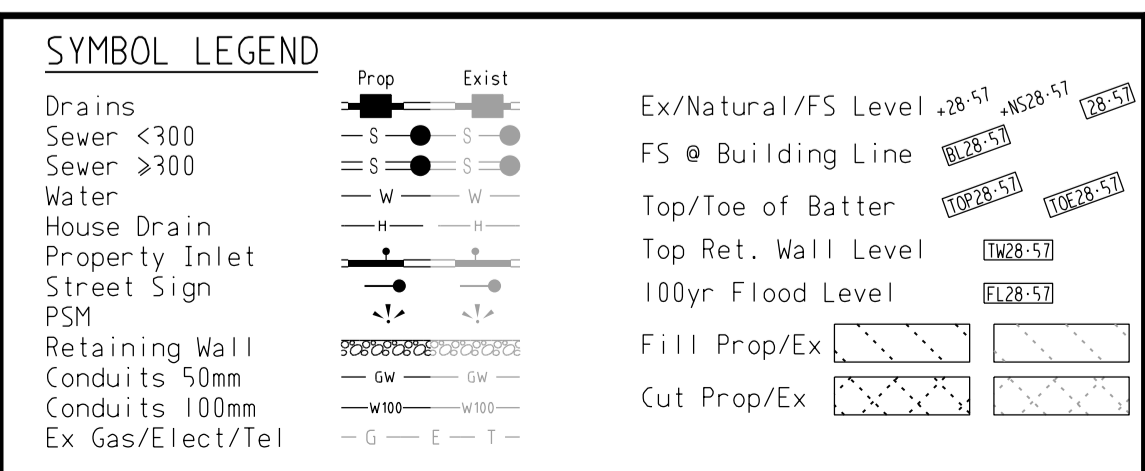 SYMBOL LEGEND
Prop Exist
Drains
Sewer <300 S S
Sewer ⩾300 S S
Water W W
House Drain H H
Property Inlet
Street Sign
PSM
Retaining Wall
Conduits 50mm GW GW
Conduits 100mm W100 W100
Ex Gas/Elect/Tel G E T
Ex/Natural/FS Level +28·57 +NS28·57 28·57
FS @ Building Line BL28·57
Top/Toe of Batter TOP28·57 TOE28·57
Top Ret. Wall Level TW28·57
100yr Flood Level FL28·57
Fill Prop/Ex
Cut Prop/Ex